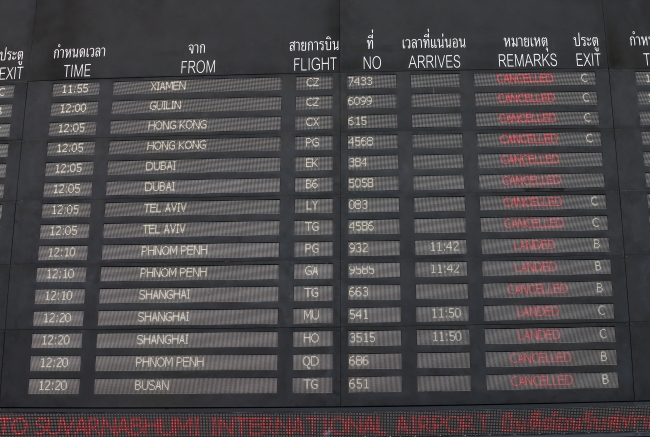 ประตู กำหนดเวลา จาก สายการบิน ที่ เวลาที่แน่นอน หมายเหตุ ประตู
EXIT TIME FROM FLIGHT NO ARRIVES REMARKS EXIT
C 11:55 XIAMEN CZ 7433 CANCELLED C
12:00 GUILIN CZ 6099 CANCELLED C
12:05 HONG KONG CX 615 CANCELLED C
12:05 HONG KONG PG 4568 CANCELLED C
12:05 DUBAI EK 384 CANCELLED
12:05 DUBAI B6 5058 CANCELLED
12:05 TEL AVIV LY 083 CANCELLED C
12:05 TEL AVIV TG 4586 CANCELLED C
12:10 PHNOM PENH PG 932 11:42 LANDED B
12:10 PHNOM PENH GA 9585 11:42 LANDED B
12:10 SHANGHAI TG 663 CANCELLED B
12:20 SHANGHAI MU 541 11:50 LANDED C
12:20 SHANGHAI HO 3515 11:50 LANDED C
12:20 PHNOM PENH QD 686 CANCELLED B
12:20 BUSAN TG 651 CANCELLED B
TO SUVARNABHUMI INTERNATIONAL AIRPORT